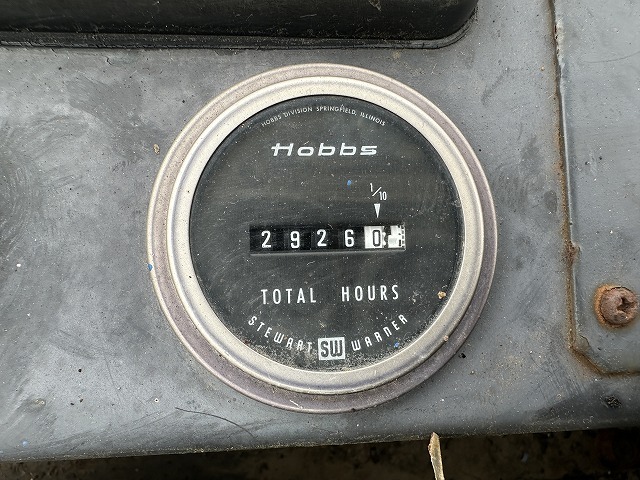 HOBBS DIVISION SPRINGFIELD, ILLINOIS
Hobbs
1/10
29260
TOTAL HOURS
STEWART SW WARNER